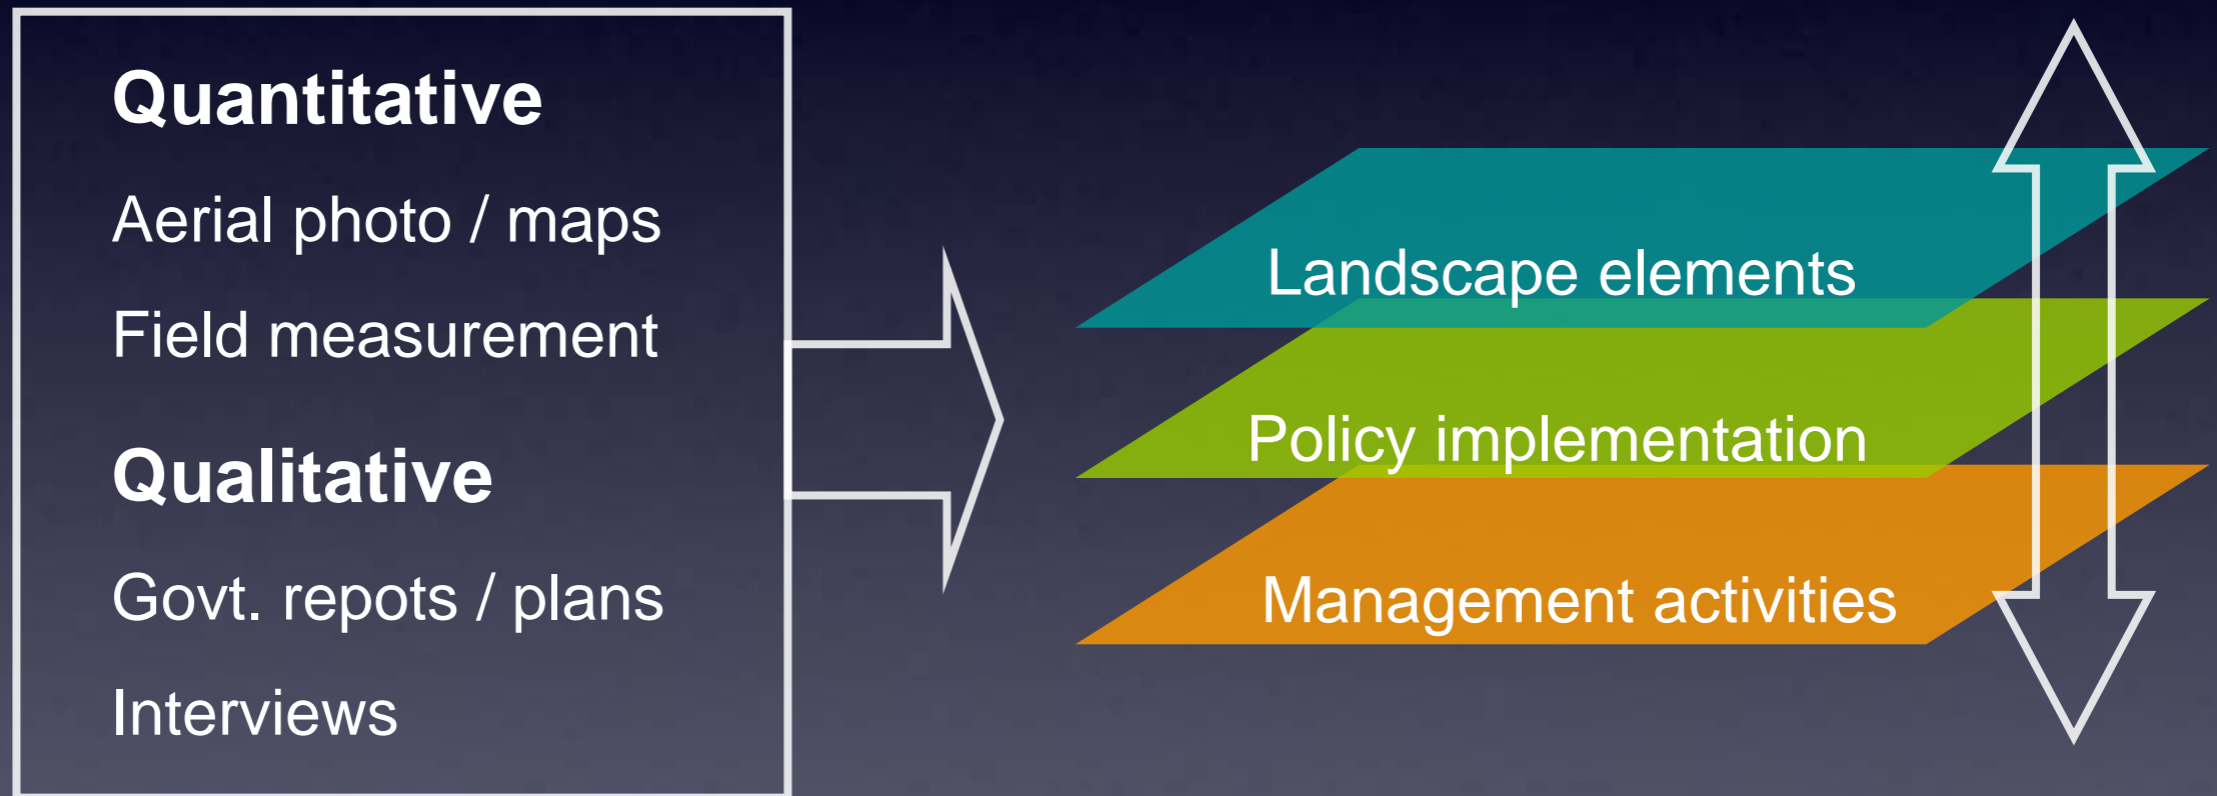 Quantitative
Aerial photo / maps
Field measurement
Qualitative
Govt. repots / plans
Interviews
Landscape elements
Policy implementation
Management activities